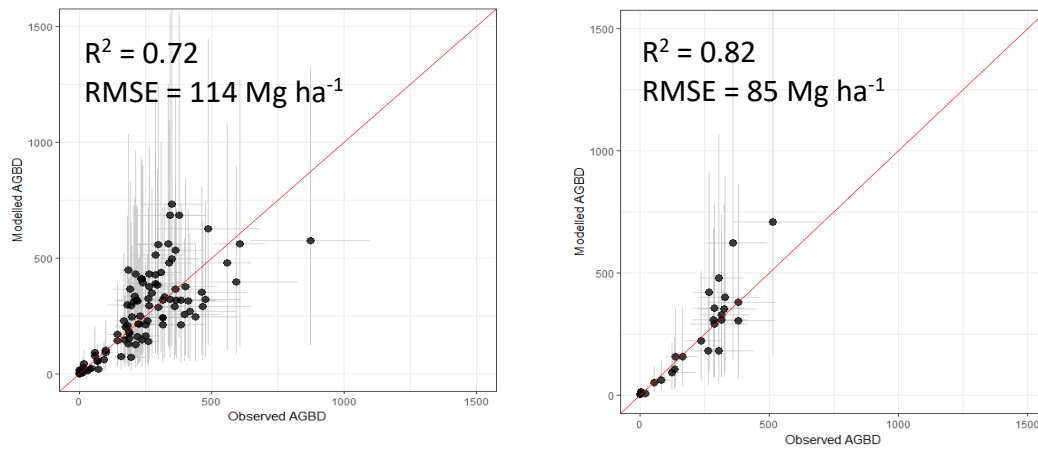 R² = 0.72
RMSE = 114 Mg ha⁻¹
1500
1000
500
0
Modelled AGBD
0
500
1000
1500
Observed AGBD
R² = 0.82
RMSE = 85 Mg ha⁻¹
1500
1000
500
0
Modelled AGBD
0
500
1000
1500
Observed AGBD